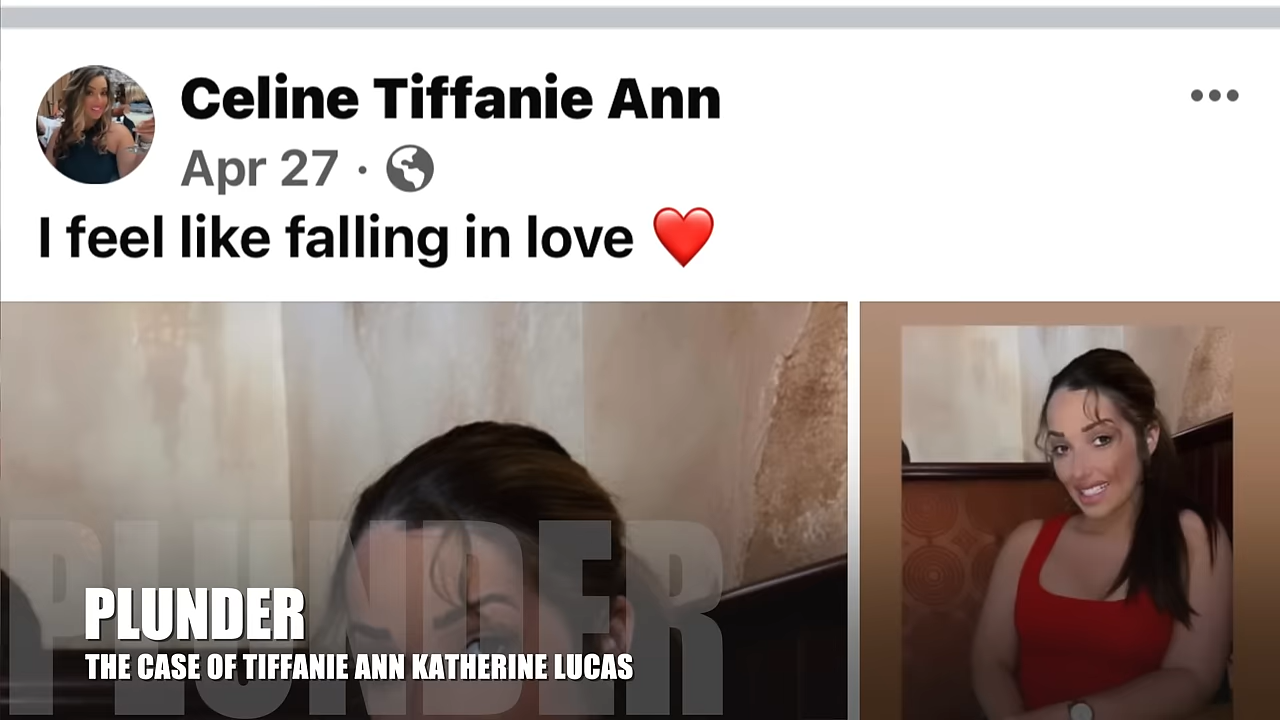 Celine Tiffanie Ann
Apr 27 ·
I feel like falling in love ❤️
PLUNDER
PLUNDER
THE CASE OF TIFFANIE ANN KATHERINE LUCAS